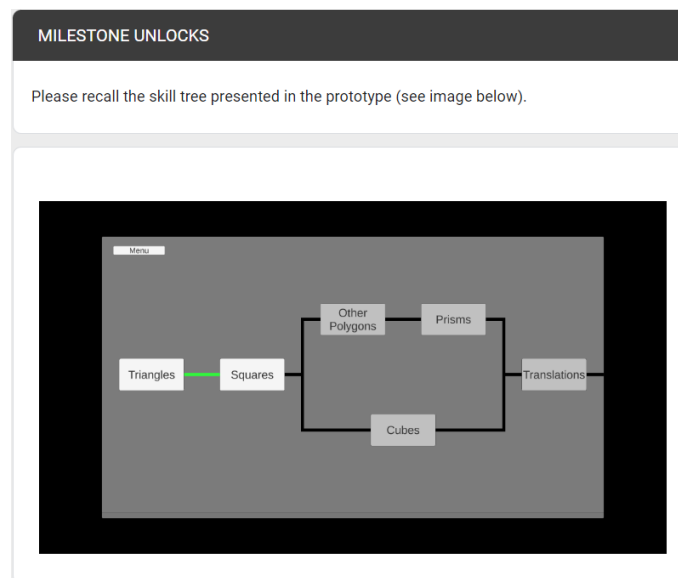 MILESTONE UNLOCKS
Please recall the skill tree presented in the prototype (see image below).
Menu
Other
Polygons
Prisms
Triangles
Squares
Translations
Cubes